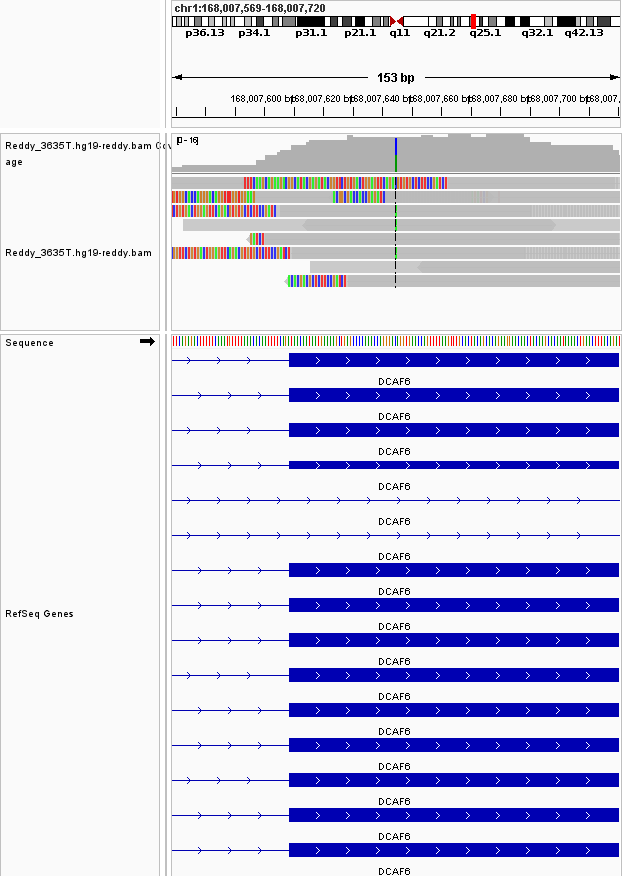 chr1:168,007,569-168,007,720
p36.13 p34.1 p31.1 p21.1 q11 q21.2 q25.1 q32.1 q42.13
153 bp
168,007,600 bp 168,007,620 bp 168,007,640 bp 168,007,660 bp 168,007,680 bp 168,007,700 bp 168,007,
Reddy_3635T.hg19-reddy.bam Cov
age
[0 - 16]
Reddy_3635T.hg19-reddy.bam
Sequence
DCAF6
DCAF6
DCAF6
DCAF6
DCAF6
DCAF6
DCAF6
RefSeq Genes
DCAF6
DCAF6
DCAF6
DCAF6
DCAF6
DCAF6
DCAF6
DCAF6